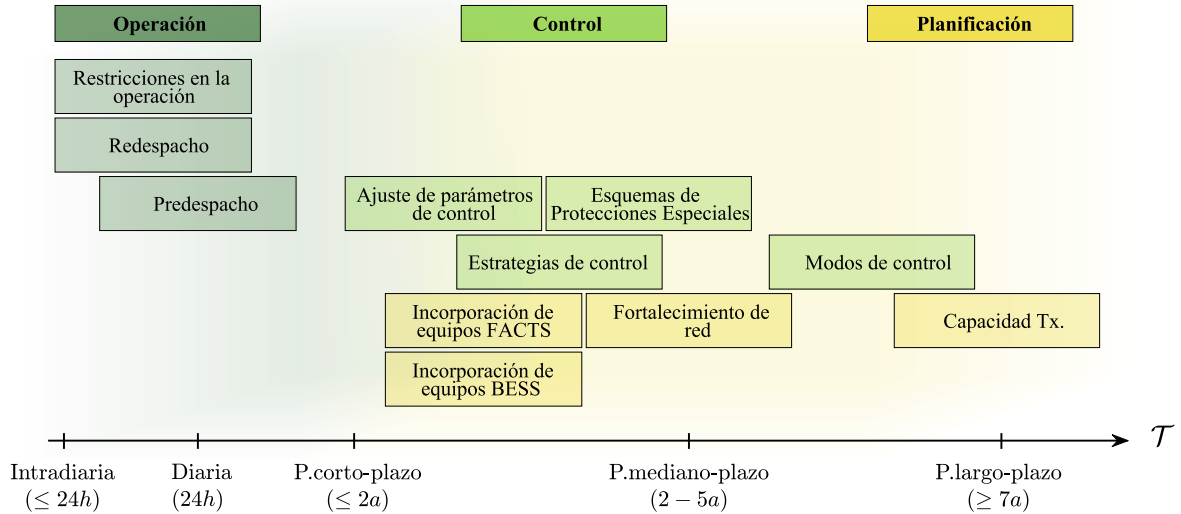 Operación
Control
Planificación
Restricciones en la
operación
Redespacho
Predespacho
Ajuste de parámetros
de control
Esquemas de
Protecciones Especiales
Estrategias de control
Modos de control
Incorporación de
equipos FACTS
Fortalecimiento de
red
Capacidad Tx.
Incorporación de
equipos BESS
𝒯
Intradiaria
(≤ 24h)
Diaria
(24h)
P.corto-plazo
(≤ 2a)
P.mediano-plazo
(2 − 5a)
P.largo-plazo
(≥ 7a)